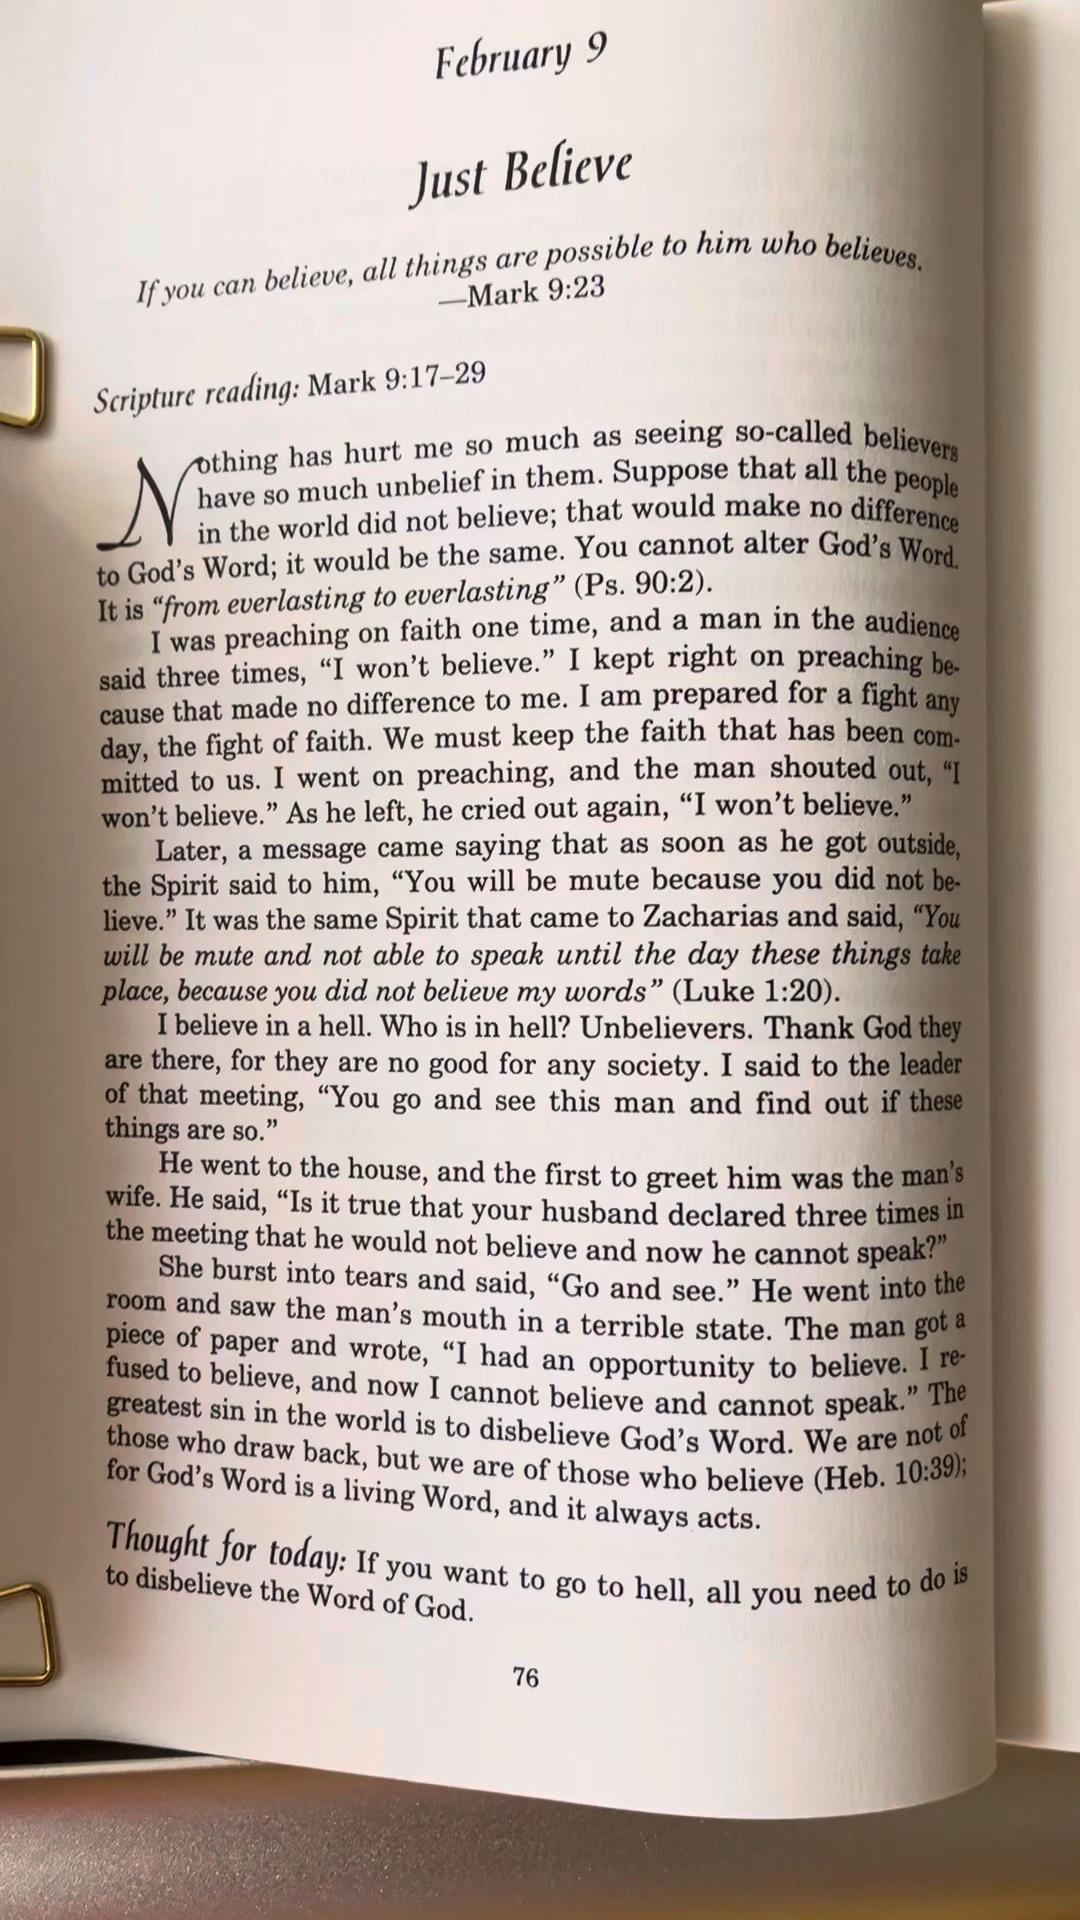 February 9
Just Believe
If you can believe, all things are possible to him who believes.
—Mark 9:23
Scripture reading: Mark 9:17–29
Nothing has hurt me so much as seeing so-called believers
have so much unbelief in them. Suppose that all the people
in the world did not believe; that would make no difference
to God's Word; it would be the same. You cannot alter God's Word.
It is “from everlasting to everlasting” (Ps. 90:2).
I was preaching on faith one time, and a man in the audience
said three times, “I won't believe.” I kept right on preaching be-
cause that made no difference to me. I am prepared for a fight any
day, the fight of faith. We must keep the faith that has been com-
mitted to us. I went on preaching, and the man shouted out, “I
won't believe.” As he left, he cried out again, “I won't believe.”
Later, a message came saying that as soon as he got outside,
the Spirit said to him, “You will be mute because you did not be-
lieve.” It was the same Spirit that came to Zacharias and said, “You
will be mute and not able to speak until the day these things take
place, because you did not believe my words” (Luke 1:20).
I believe in a hell. Who is in hell? Unbelievers. Thank God they
are there, for they are no good for any society. I said to the leader
of that meeting, “You go and see this man and find out if these
things are so.”
He went to the house, and the first to greet him was the man's
wife. He said, “Is it true that your husband declared three times in
the meeting that he would not believe and now he cannot speak?”
She burst into tears and said, “Go and see.” He went into the
room and saw the man's mouth in a terrible state. The man got a
piece of paper and wrote, “I had an opportunity to believe. I re-
fused to believe, and now I cannot believe and cannot speak.” The
greatest sin in the world is to disbelieve God's Word. We are not of
those who draw back, but we are of those who believe (Heb. 10:39);
for God's Word is a living Word, and it always acts.
Thought for today: If you want to go to hell, all you need to do is
to disbelieve the Word of God.
76